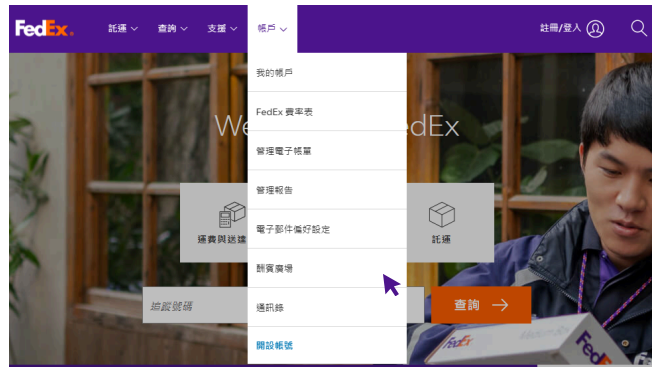 FedEx®
託運
查詢
支援
帳戶
註冊/登入
我的帳戶
FedEx 費率表
管理電子帳單
管理報告
電子郵件偏好設定
酬賓廣場
通訊錄
開設帳號
We
dEx
運費與送達
託運
追蹤號碼
查詢
FedEx
Fed